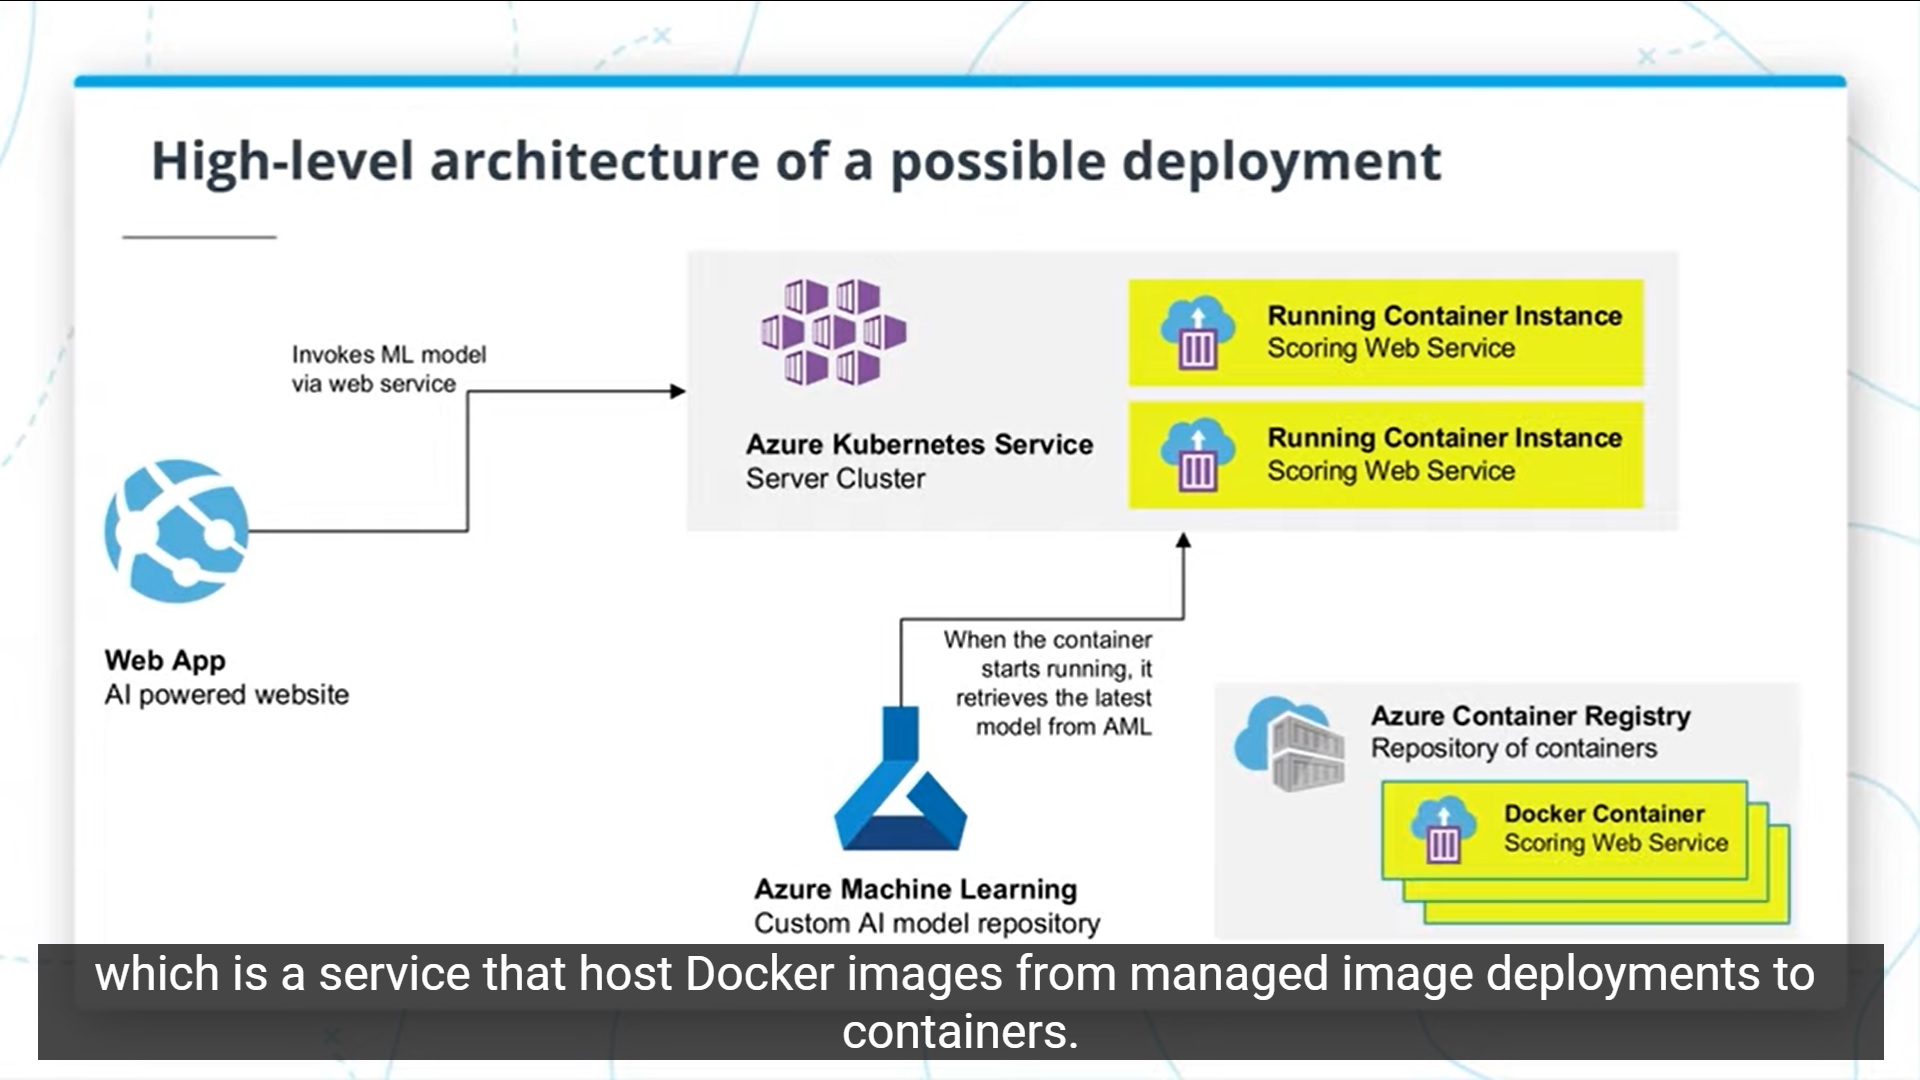 High-level architecture of a possible deployment
Invokes ML model
via web service
Azure Kubernetes Service
Server Cluster
Running Container Instance
Scoring Web Service
Running Container Instance
Scoring Web Service
Web App
AI powered website
When the container
starts running, it
retrieves the latest
model from AML
Azure Machine Learning
Custom AI model repository
Azure Container Registry
Repository of containers
Docker Container
Scoring Web Service
which is a service that host Docker images from managed image deployments to
containers.